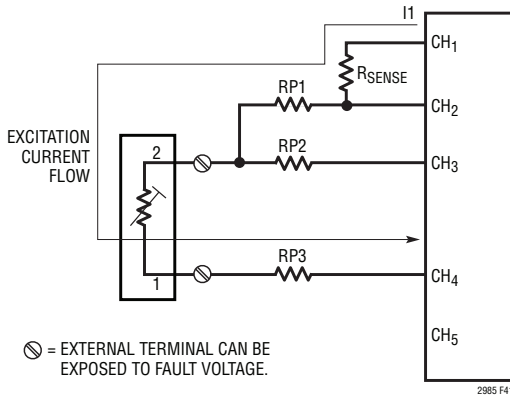 I1
CH1
RSENSE
RP1
CH2
EXCITATION
CURRENT
FLOW
2
RP2
CH3
RP3
1
CH4
CH5
= EXTERNAL TERMINAL CAN BE
EXPOSED TO FAULT VOLTAGE.
2985 F41